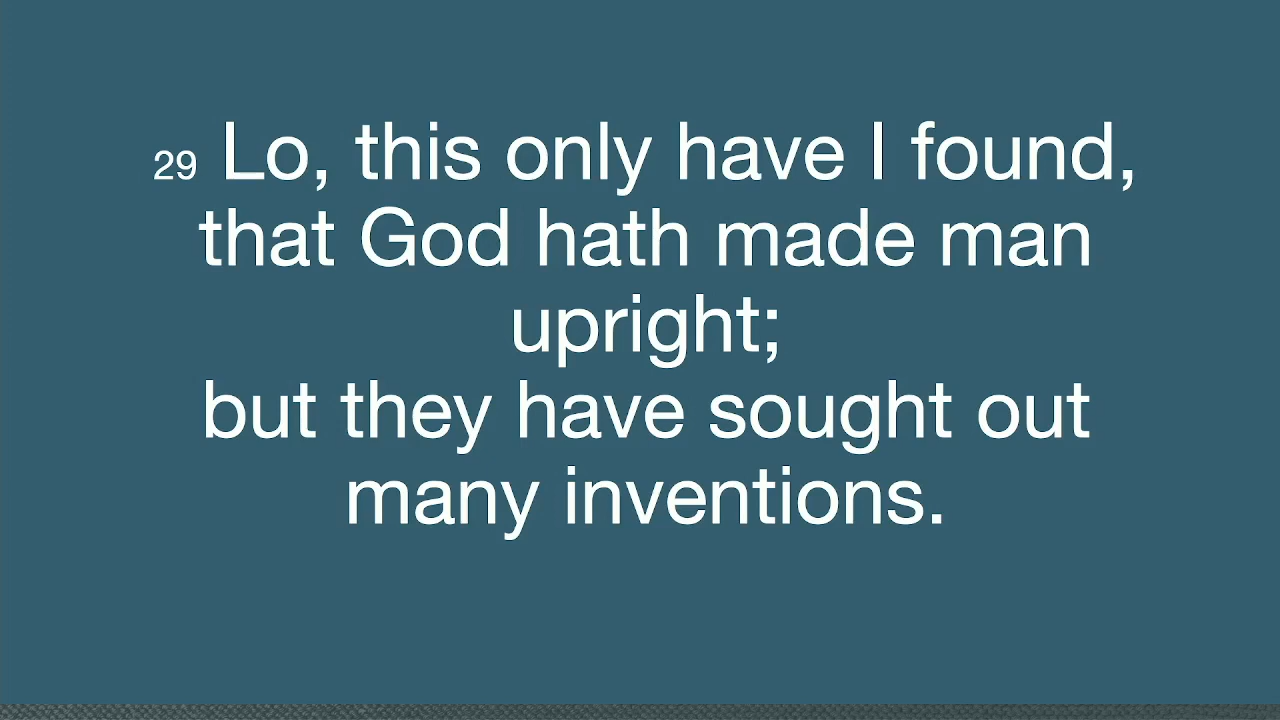 29 Lo, this only have I found,
that God hath made man
upright;
but they have sought out
many inventions.